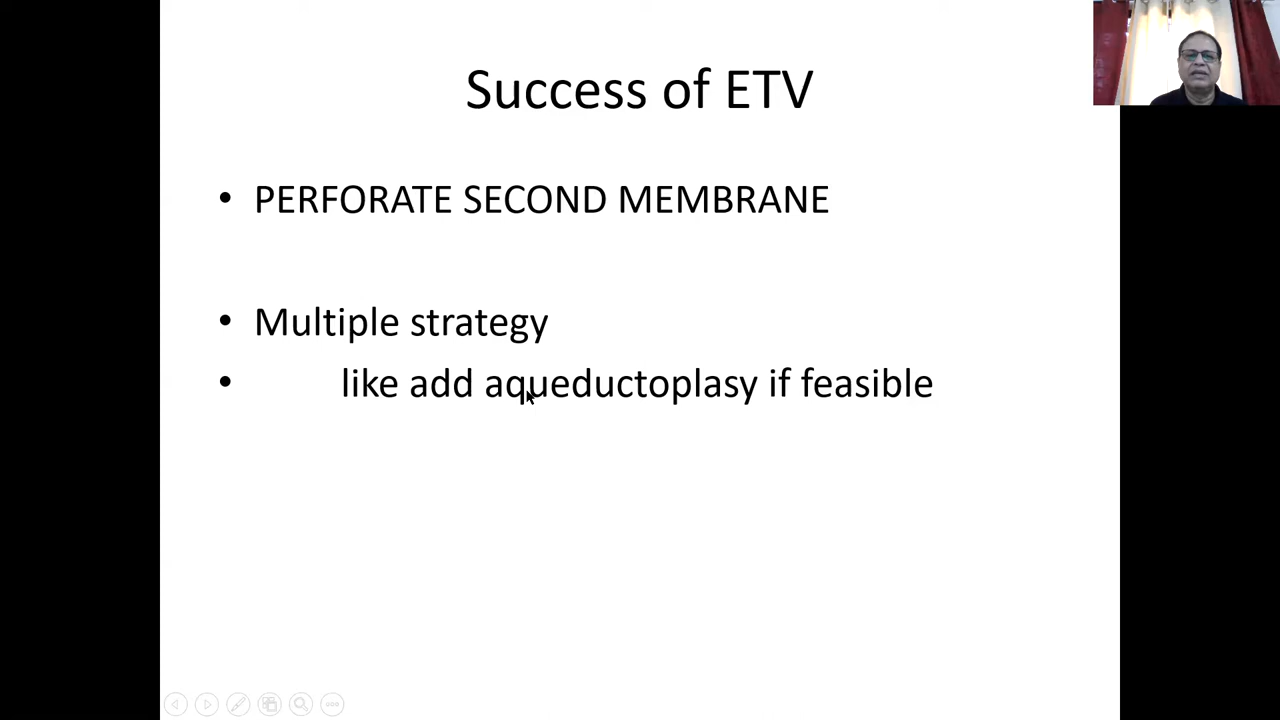 Success of ETV
• PERFORATE SECOND MEMBRANE
• Multiple strategy
• like add aqueductoplasy if feasible